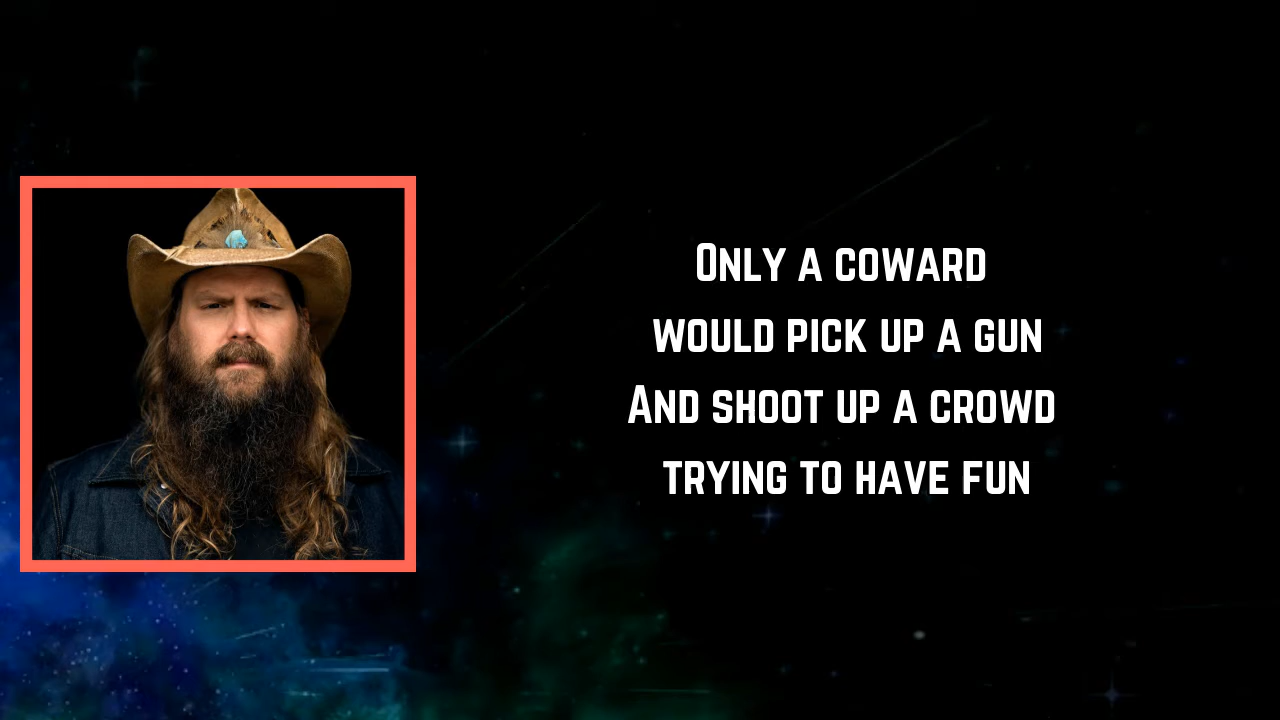 Only a coward
would pick up a gun
And shoot up a crowd
trying to have fun